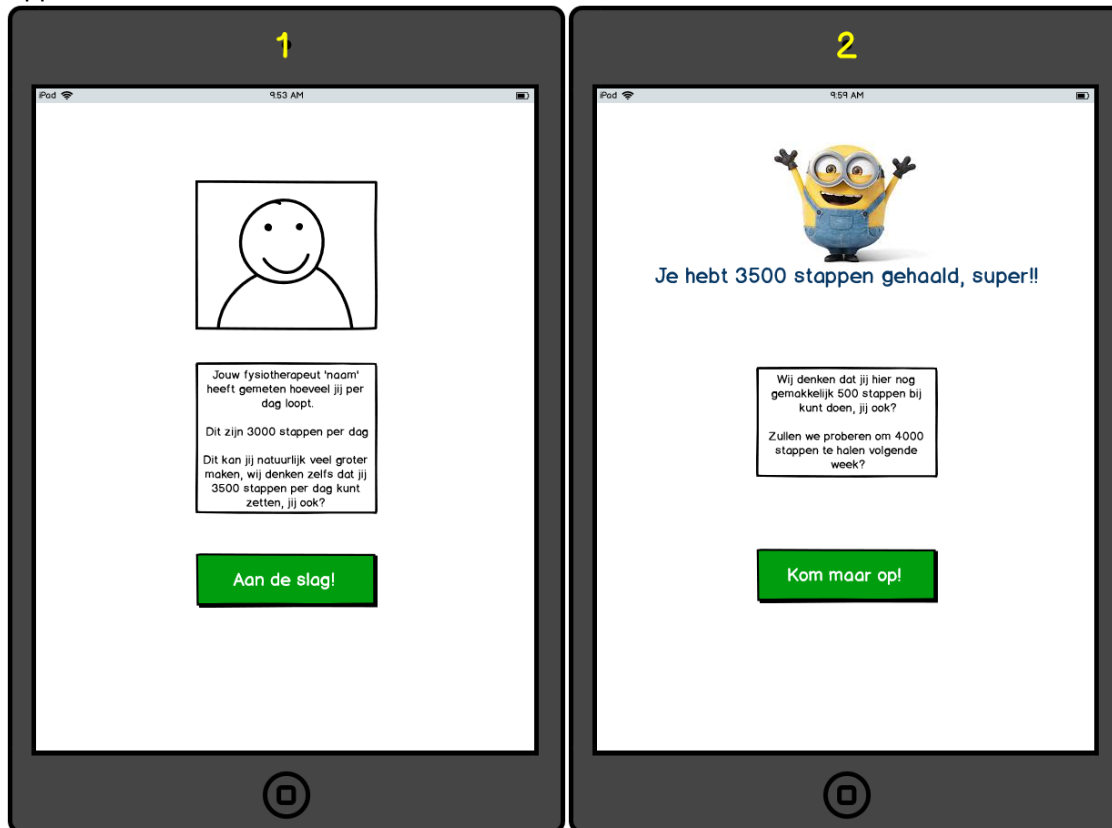 1
iPad
9:53 AM
Jouw fysiotherapeut 'naam'
heeft gemeten hoeveel jij per
dag loopt.
Dit zijn 3000 stappen per dag
Dit kan jij natuurlijk veel groter
maken, wij denken zelfs dat jij
3500 stappen per dag kunt
zetten, jij ook?
Aan de slag!
2
iPad
9:59 AM
Je hebt 3500 stappen gehaald, super!!
Wij denken dat jij hier nog
gemakkelijk 500 stappen bij
kunt doen, jij ook?
Zullen we proberen om 4000
stappen te halen volgende
week?
Kom maar op!